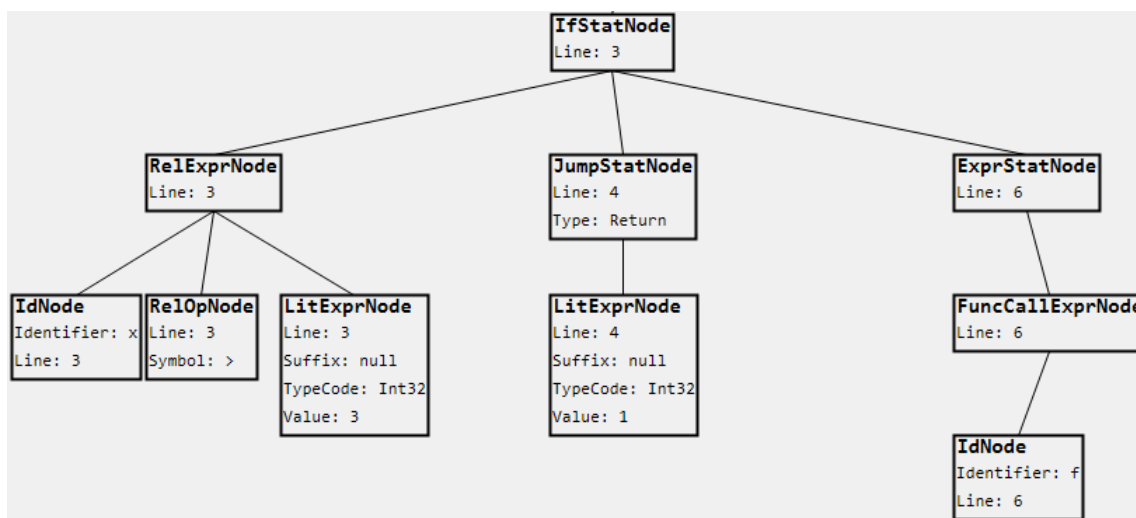 IfStatNode
Line: 3
RelExprNode
Line: 3
JumpStatNode
Line: 4
Type: Return
ExprStatNode
Line: 6
IdNode
Identifier: x
Line: 3
RelOpNode
Line: 3
Symbol: >
LitExprNode
Line: 3
Suffix: null
TypeCode: Int32
Value: 3
LitExprNode
Line: 4
Suffix: null
TypeCode: Int32
Value: 1
FuncCallExprNode
Line: 6
IdNode
Identifier: f
Line: 6